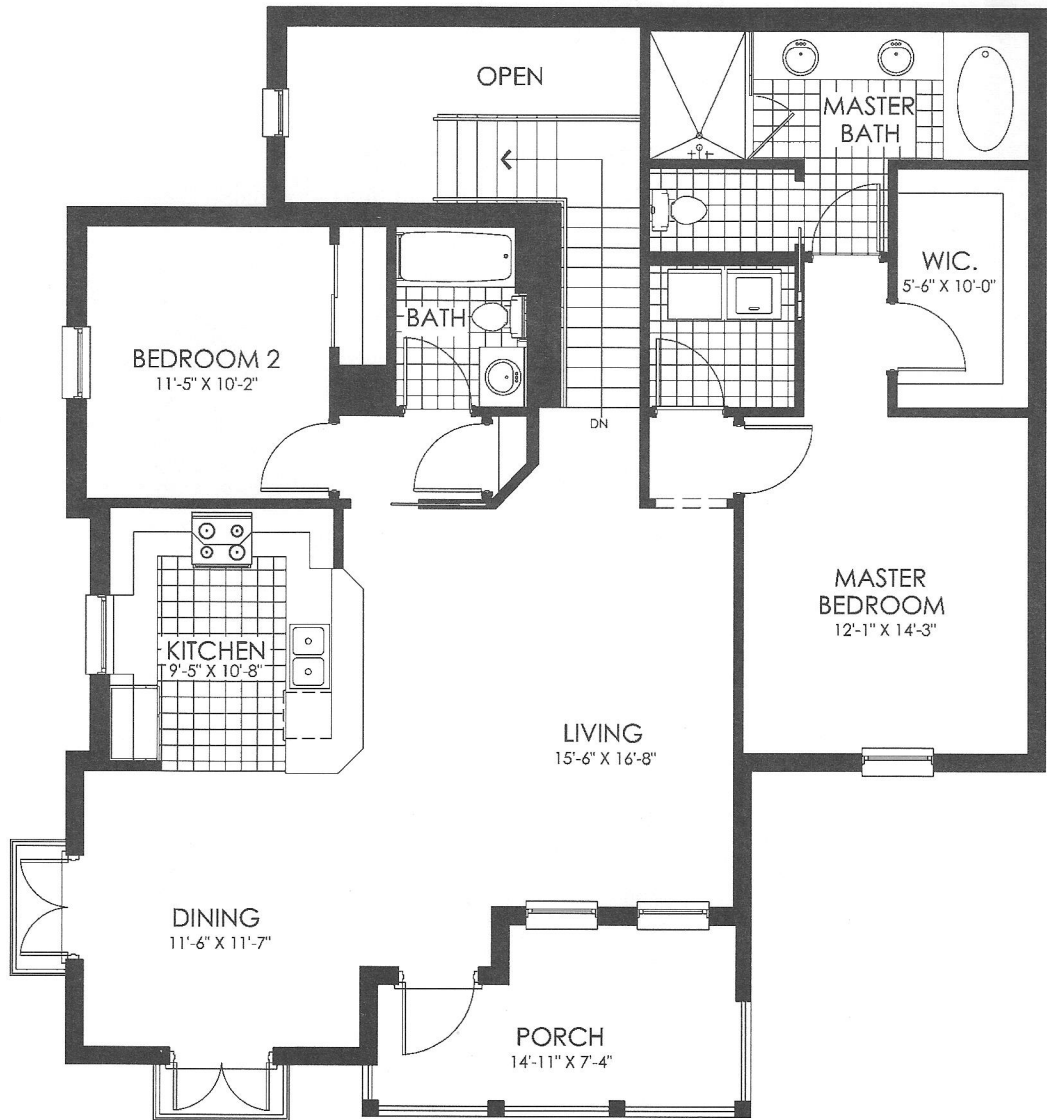 OPEN
MASTER
BATH
WIC.
5'-6" X 10'-0"
BATH
BEDROOM 2
11'-5" X 10'-2"
DN
MASTER
BEDROOM
12'-1" X 14'-3"
KITCHEN
9'-5" X 10'-8"
LIVING
15'-6" X 16'-8"
DINING
11'-6" X 11'-7"
PORCH
14'-11" X 7'-4"